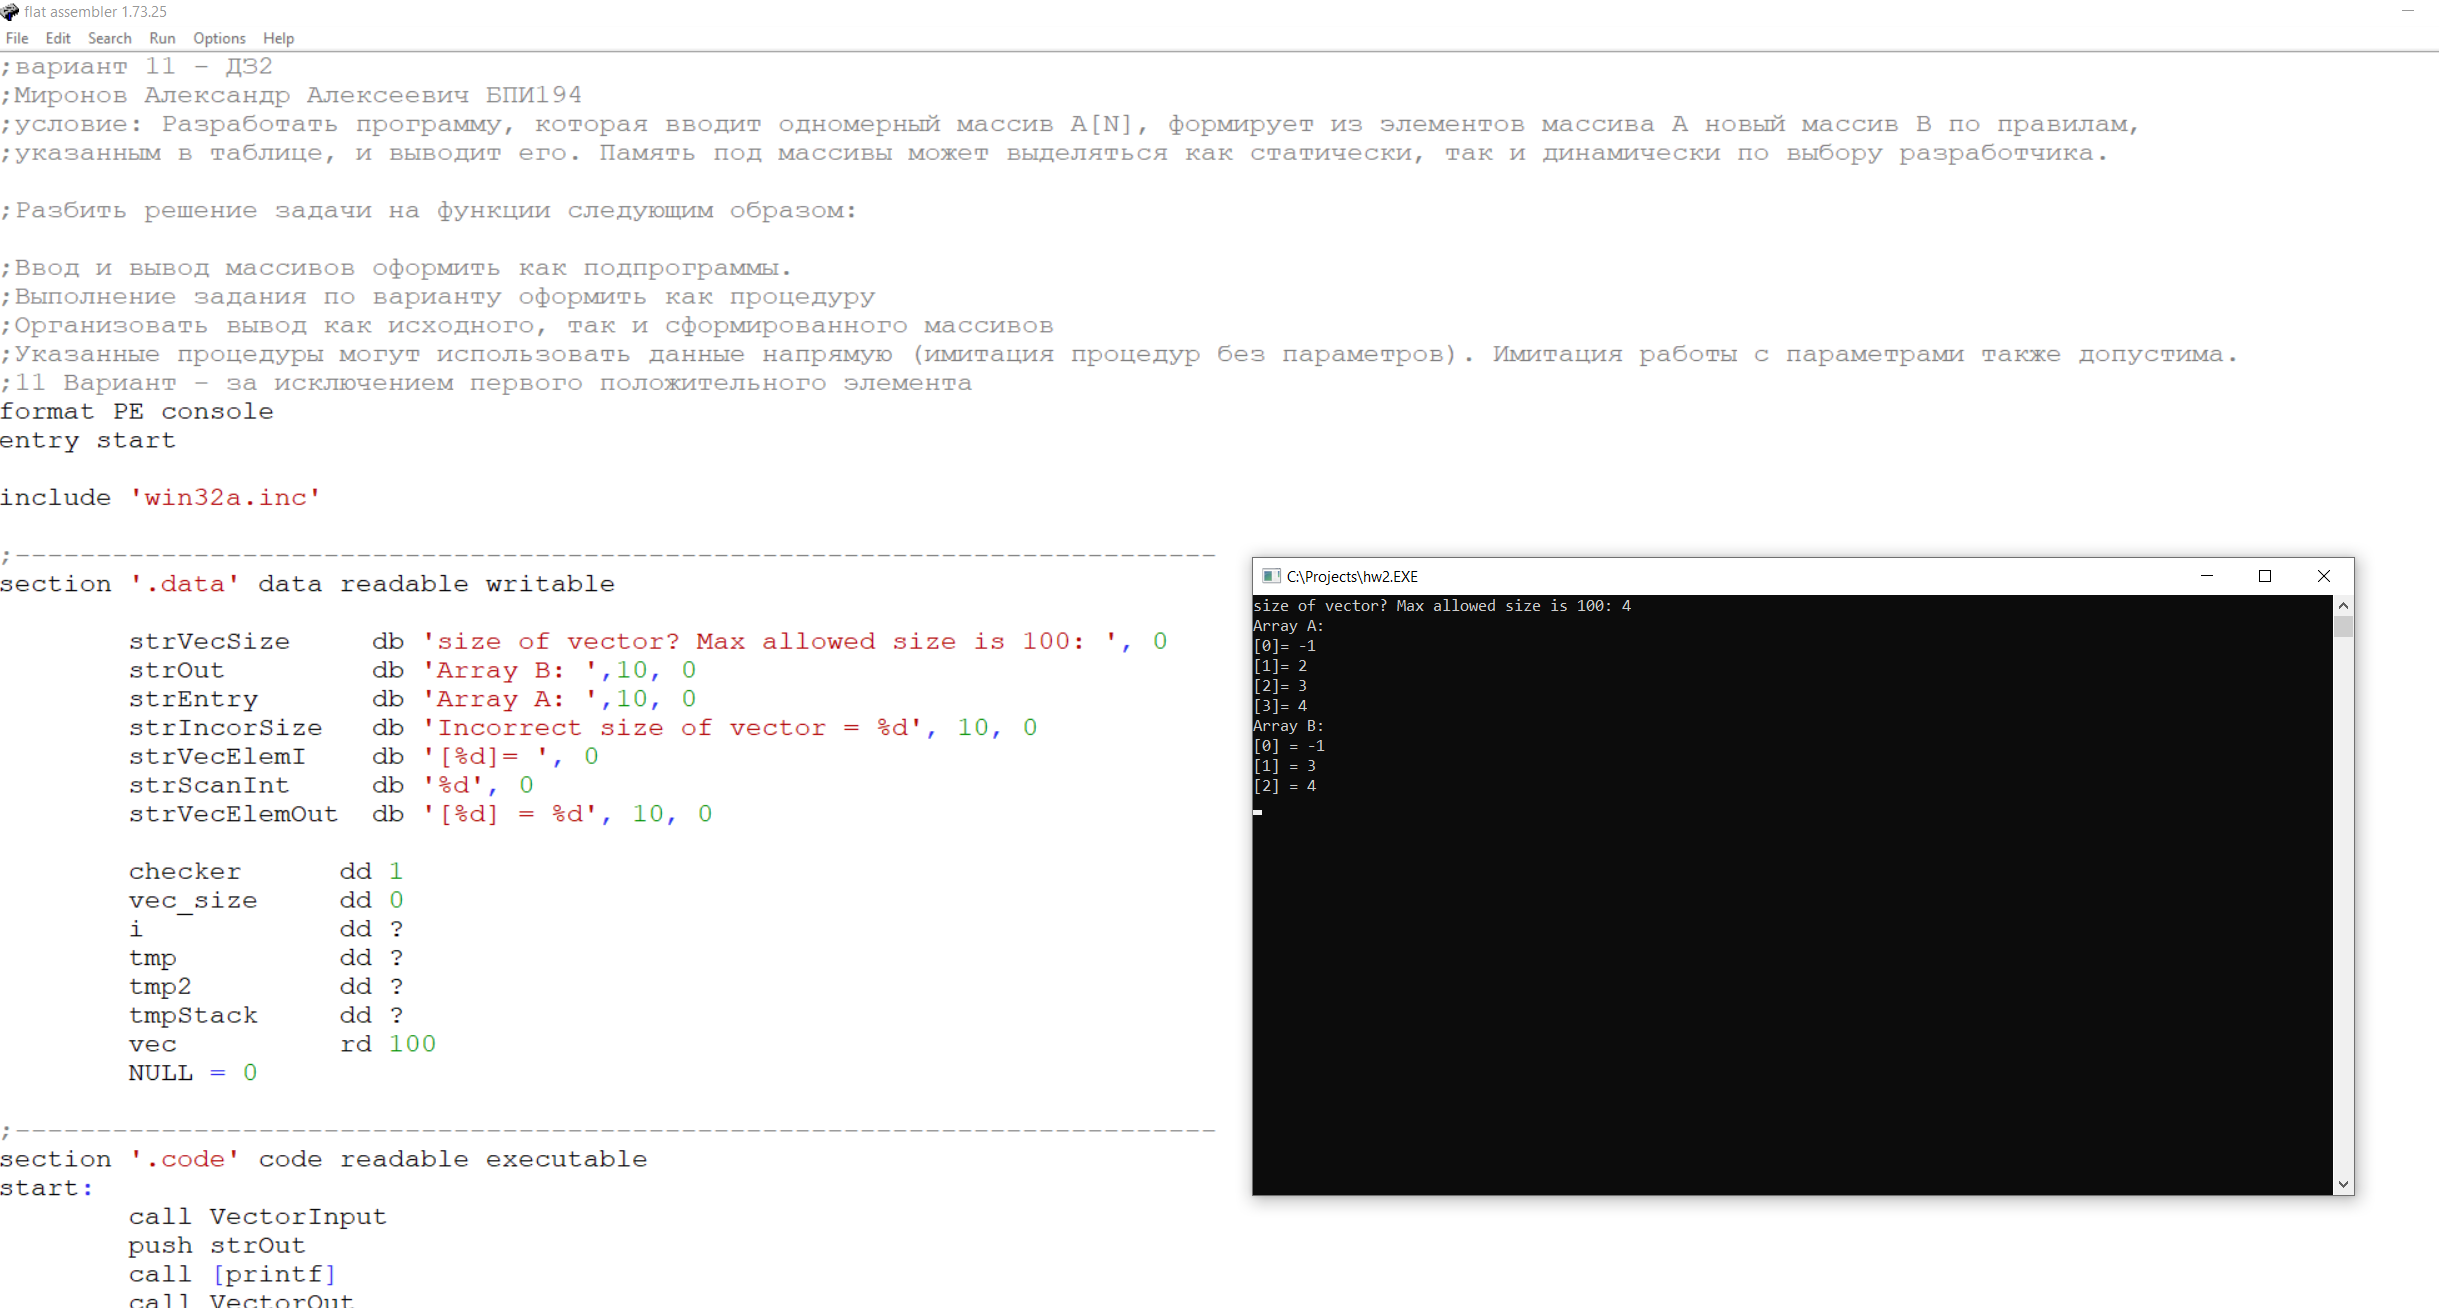 flat assembler 1.73.25
File Edit Search Run Options Help
;вариант 11 - ДЗ2
;Миронов Александр Алексеевич БПИ194
;условие: Разработать программу, которая вводит одномерный массив A[N], формирует из элементов массива A новый массив B по правилам,
;указанным в таблице, и выводит его. Память под массивы может выделяться как статически, так и динамически по выбору разработчика.
;Разбить решение задачи на функции следующим образом:
;Ввод и вывод массивов оформить как подпрограммы.
;Выполнение задания по варианту оформить как процедуру
;Организовать вывод как исходного, так и сформированного массивов
;Указанные процедуры могут использовать данные напрямую (имитация процедур без параметров). Имитация работы с параметрами также допустима.
;11 Вариант - за исключением первого положительного элемента
format PE console
entry start
include 'win32a.inc'
;--------------------------------------------------------------------------
section '.data' data readable writable
strVecSize db 'size of vector? Max allowed size is 100: ', 0
strOut db 'Array B: ',10, 0
strEntry db 'Array A: ',10, 0
strIncorSize db 'Incorrect size of vector = %d', 10, 0
strVecElemI db '[%d]= ', 0
strScanInt db '%d', 0
strVecElemOut db '[%d] = %d', 10, 0
checker dd 1
vec_size dd 0
i dd ?
tmp dd ?
tmp2 dd ?
tmpStack dd ?
vec rd 100
NULL = 0
;--------------------------------------------------------------------------
section '.code' code readable executable
start:
call VectorInput
push strOut
call [printf]
call VectorOut
C:\Projects\hw2.EXE
size of vector? Max allowed size is 100: 4
Array A:
[0]= -1
[1]= 2
[2]= 3
[3]= 4
Array B:
[0] = -1
[1] = 3
[2] = 4